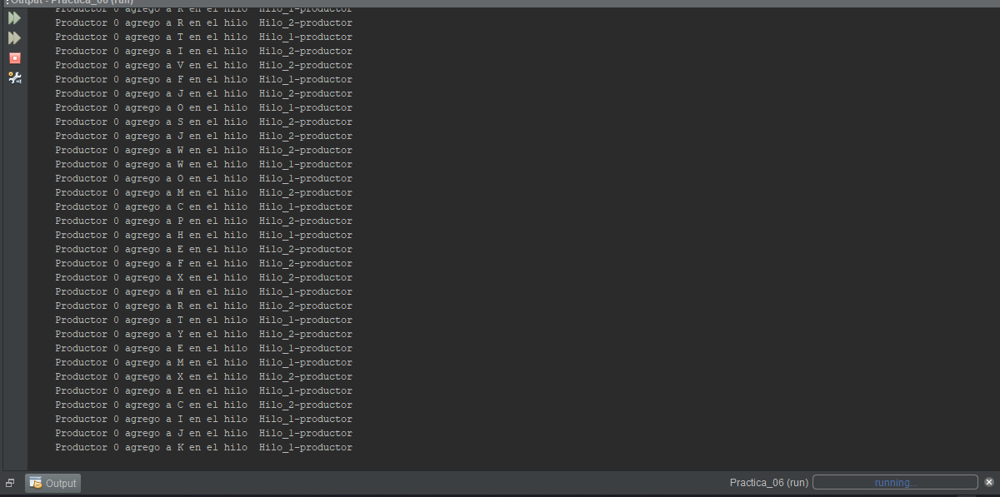 Output - Practica_06 (run)
Productor 0 agrego a R en el hilo  Hilo_1-productor
Productor 0 agrego a R en el hilo  Hilo_2-productor
Productor 0 agrego a T en el hilo  Hilo_1-productor
Productor 0 agrego a I en el hilo  Hilo_2-productor
Productor 0 agrego a V en el hilo  Hilo_2-productor
Productor 0 agrego a F en el hilo  Hilo_1-productor
Productor 0 agrego a J en el hilo  Hilo_2-productor
Productor 0 agrego a O en el hilo  Hilo_1-productor
Productor 0 agrego a S en el hilo  Hilo_2-productor
Productor 0 agrego a J en el hilo  Hilo_2-productor
Productor 0 agrego a W en el hilo  Hilo_2-productor
Productor 0 agrego a W en el hilo  Hilo_1-productor
Productor 0 agrego a O en el hilo  Hilo_1-productor
Productor 0 agrego a M en el hilo  Hilo_2-productor
Productor 0 agrego a C en el hilo  Hilo_1-productor
Productor 0 agrego a P en el hilo  Hilo_2-productor
Productor 0 agrego a H en el hilo  Hilo_1-productor
Productor 0 agrego a E en el hilo  Hilo_2-productor
Productor 0 agrego a F en el hilo  Hilo_2-productor
Productor 0 agrego a X en el hilo  Hilo_2-productor
Productor 0 agrego a W en el hilo  Hilo_1-productor
Productor 0 agrego a R en el hilo  Hilo_2-productor
Productor 0 agrego a T en el hilo  Hilo_1-productor
Productor 0 agrego a Y en el hilo  Hilo_2-productor
Productor 0 agrego a E en el hilo  Hilo_1-productor
Productor 0 agrego a M en el hilo  Hilo_1-productor
Productor 0 agrego a X en el hilo  Hilo_2-productor
Productor 0 agrego a E en el hilo  Hilo_1-productor
Productor 0 agrego a C en el hilo  Hilo_2-productor
Productor 0 agrego a I en el hilo  Hilo_1-productor
Productor 0 agrego a J en el hilo  Hilo_1-productor
Productor 0 agrego a K en el hilo  Hilo_1-productor
Output
Practica_06 (run) running...